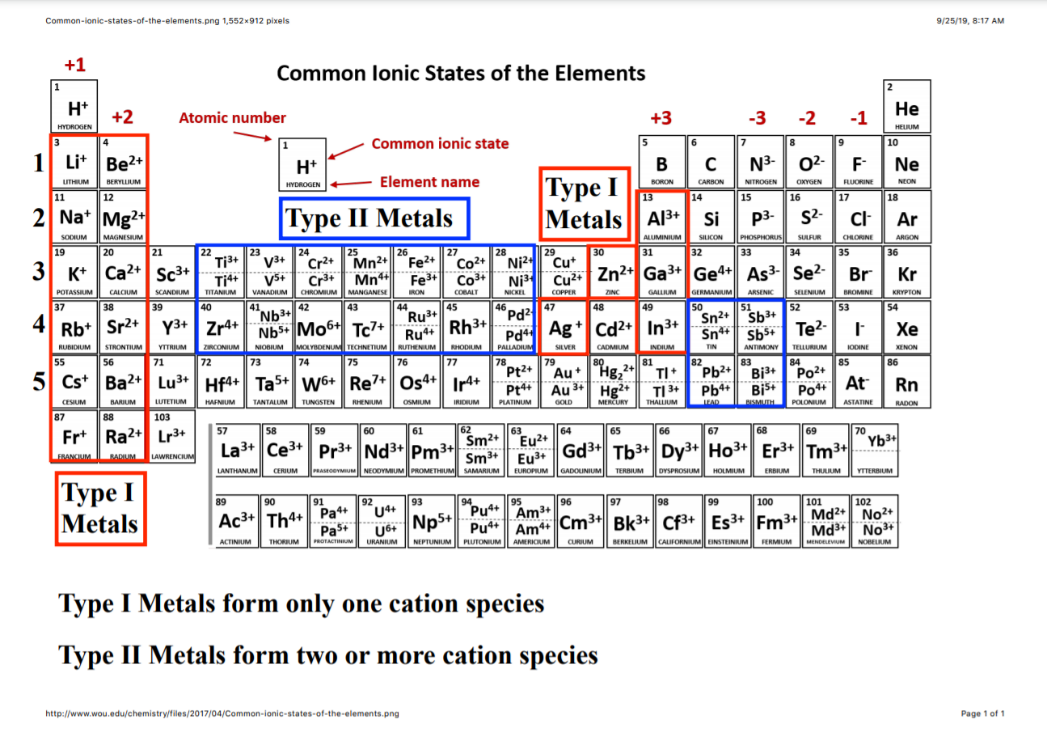 Common-ionic-states-of-the-elements.png 1,552×912 pixels
9/25/19, 8:17 AM
+1
Common Ionic States of the Elements
1
H+
HYDROGEN
+2
Atomic number
Common ionic state
Element name
1
H+
HYDROGEN
+3
-3
-2
-1
2
He
HELIUM
Type I
Metals
Type II Metals
1
3 Li+ LITHIUM
4 Be2+ BERYLLIUM
5 B BORON
6 C CARBON
7 N3- NITROGEN
8 O2- OXYGEN
9 F- FLUORINE
10 Ne NEON
2
11 Na+ SODIUM
12 Mg2+ MAGNESIUM
13 Al3+ ALUMINIUM
14 Si SILICON
15 P3- PHOSPHORUS
16 S2- SULFUR
17 Cl- CHLORINE
18 Ar ARGON
3
19 K+ POTASSIUM
20 Ca2+ CALCIUM
21 Sc3+ SCANDIUM
22 Ti3+ Ti4+ TITANIUM
23 V3+ V5+ VANADIUM
24 Cr2+ Cr3+ CHROMIUM
25 Mn2+ Mn4+ MANGANESE
26 Fe2+ Fe3+ IRON
27 Co2+ Co3+ COBALT
28 Ni2+ Ni3+ NICKEL
29 Cu+ Cu2+ COPPER
30 Zn2+ ZINC
31 Ga3+ GALLIUM
32 Ge4+ GERMANIUM
33 As3- ARSENIC
34 Se2- SELENIUM
35 Br- BROMINE
36 Kr KRYPTON
4
37 Rb+ RUBIDIUM
38 Sr2+ STRONTIUM
39 Y3+ YTTRIUM
40 Zr4+ ZIRCONIUM
41 Nb3+ Nb5+ NIOBIUM
42 Mo6+ MOLYBDENUM
43 Tc7+ TECHNETIUM
44 Ru3+ Ru4+ RUTHENIUM
45 Rh3+ RHODIUM
46 Pd2+ Pd4+ PALLADIUM
47 Ag+ SILVER
48 Cd2+ CADMIUM
49 In3+ INDIUM
50 Sn2+ Sn4+ TIN
51 Sb3+ Sb5+ ANTIMONY
52 Te2- TELLURIUM
53 I- IODINE
54 Xe XENON
5
55 Cs+ CESIUM
56 Ba2+ BARIUM
71 Lu3+ LUTETIUM
72 Hf4+ HAFNIUM
73 Ta5+ TANTALUM
74 W6+ TUNGSTEN
75 Re7+ RHENIUM
76 Os4+ OSMIUM
77 Ir4+ IRIDIUM
78 Pt2+ Pt4+ PLATINUM
79 Au+ Au3+ GOLD
80 Hg22+ Hg2+ MERCURY
81 Tl+ Tl3+ THALLIUM
82 Pb2+ Pb4+ LEAD
83 Bi3+ Bi5+ BISMUTH
84 Po2+ Po4+ POLONIUM
85 At- ASTATINE
86 Rn RADON
87 Fr+ FRANCIUM
88 Ra2+ RADIUM
103 Lr3+ LAWRENCIUM
57 La3+ LANTHANUM
58 Ce3+ CERIUM
59 Pr3+ PRASEODYMIUM
60 Nd3+ NEODYMIUM
61 Pm3+ PROMETHIUM
62 Sm2+ Sm3+ SAMARIUM
63 Eu2+ Eu3+ EUROPIUM
64 Gd3+ GADOLINIUM
65 Tb3+ TERBIUM
66 Dy3+ DYSPROSIUM
67 Ho3+ HOLMIUM
68 Er3+ ERBIUM
69 Tm3+ THULIUM
70 Yb3+ YTTERBIUM
Type I
Metals
89 Ac3+ ACTINIUM
90 Th4+ THORIUM
91 Pa4+ Pa5+ PROTACTINIUM
92 U4+ U6+ URANIUM
93 Np5+ NEPTUNIUM
94 Pu4+ Pu4+ PLUTONIUM
95 Am3+ Am4+ AMERICIUM
96 Cm3+ CURIUM
97 Bk3+ BERKELIUM
98 Cf3+ CALIFORNIUM
99 Es3+ EINSTEINIUM
100 Fm3+ FERMIUM
101 Md2+ Md3+ MENDELEVIUM
102 No2+ No3+ NOBELIUM
Type I Metals form only one cation species
Type II Metals form two or more cation species
http://www.wou.edu/chemistry/files/2017/04/Common-ionic-states-of-the-elements.png
Page 1 of 1